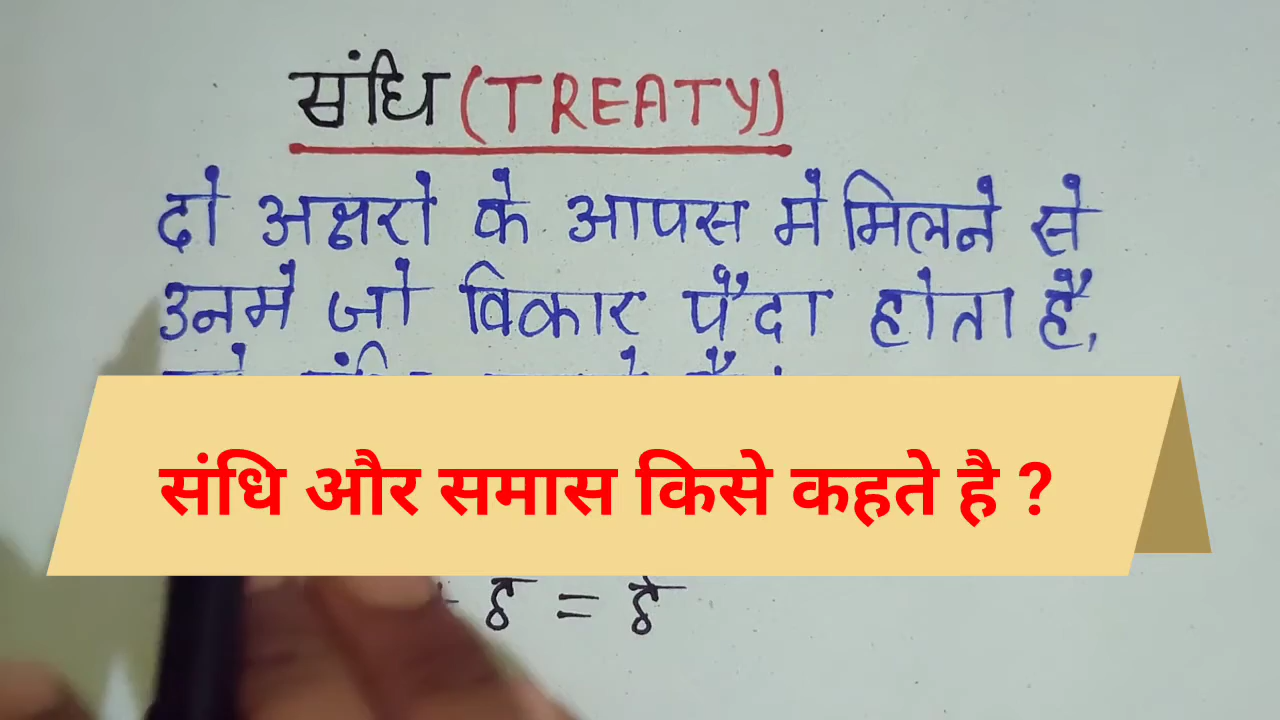 संधि (TREATY)
दो अक्षरो के आपस मे मिलने से
उनमे जो विकार पैदा होता है,
संधि और समास किसे कहते है ?
=